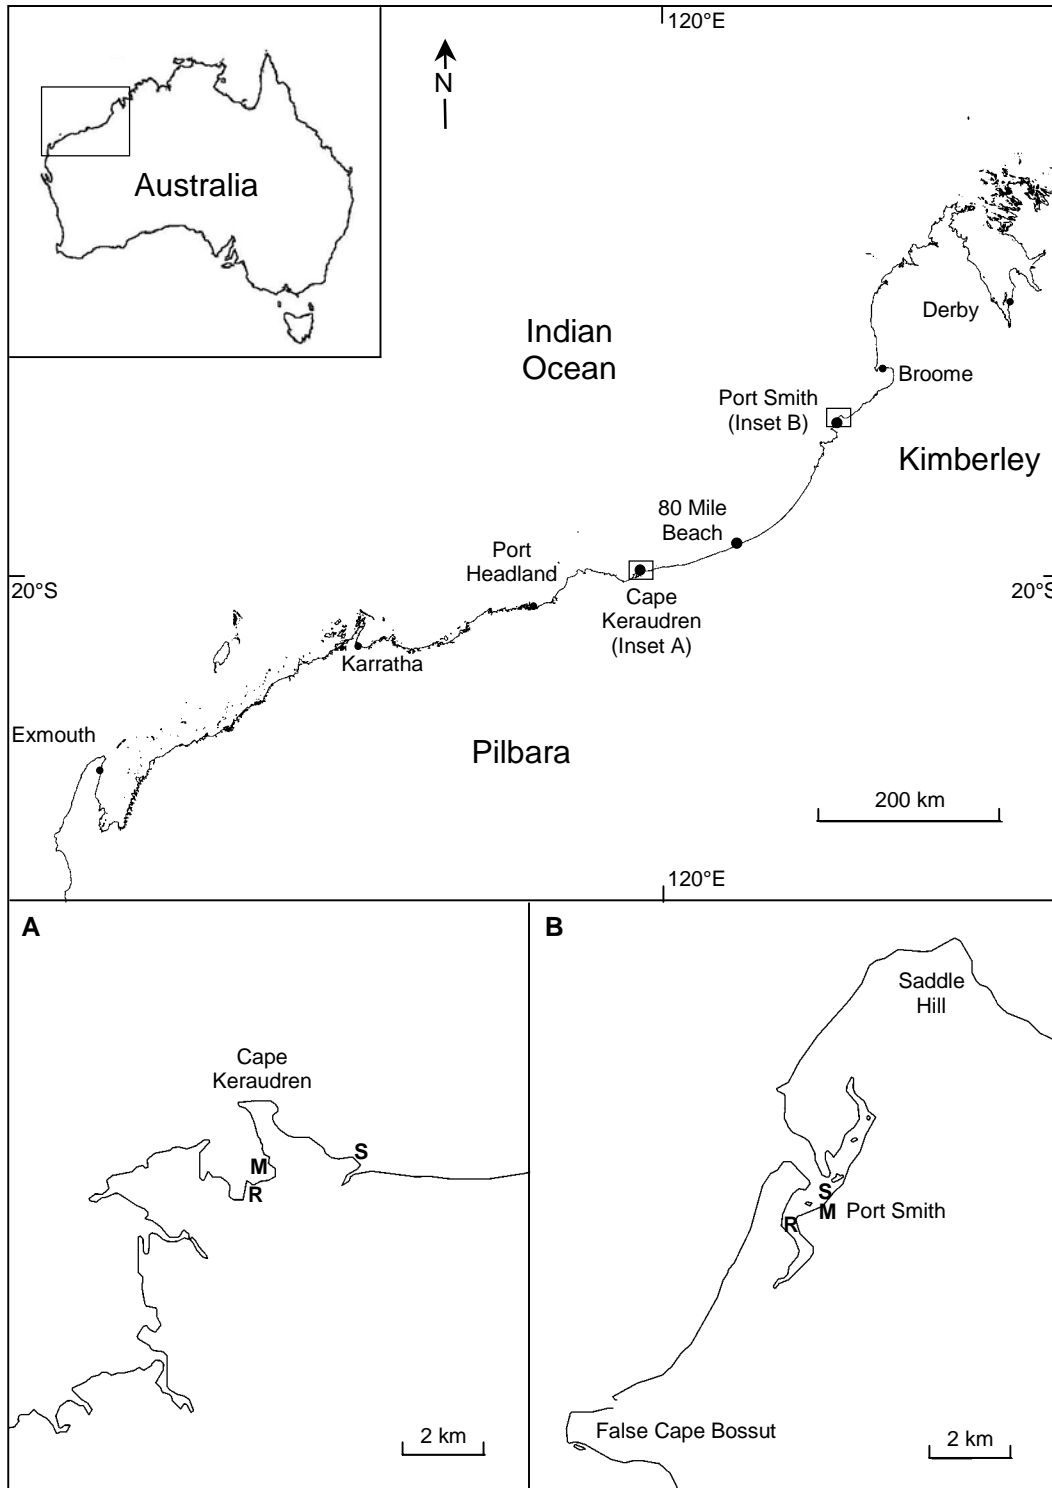 120°E
N
Australia
Indian
Ocean
Derby
Broome
Port Smith
(Inset B)
Kimberley
80 Mile
Beach
Port
Headland
20°S
20°S
Cape
Keraudren
(Inset A)
Karratha
Exmouth
Pilbara
200 km
120°E
A
Cape
Keraudren
S
M
R
2 km
B
Saddle
Hill
S
M
Port Smith
R
False Cape Bossut
2 km